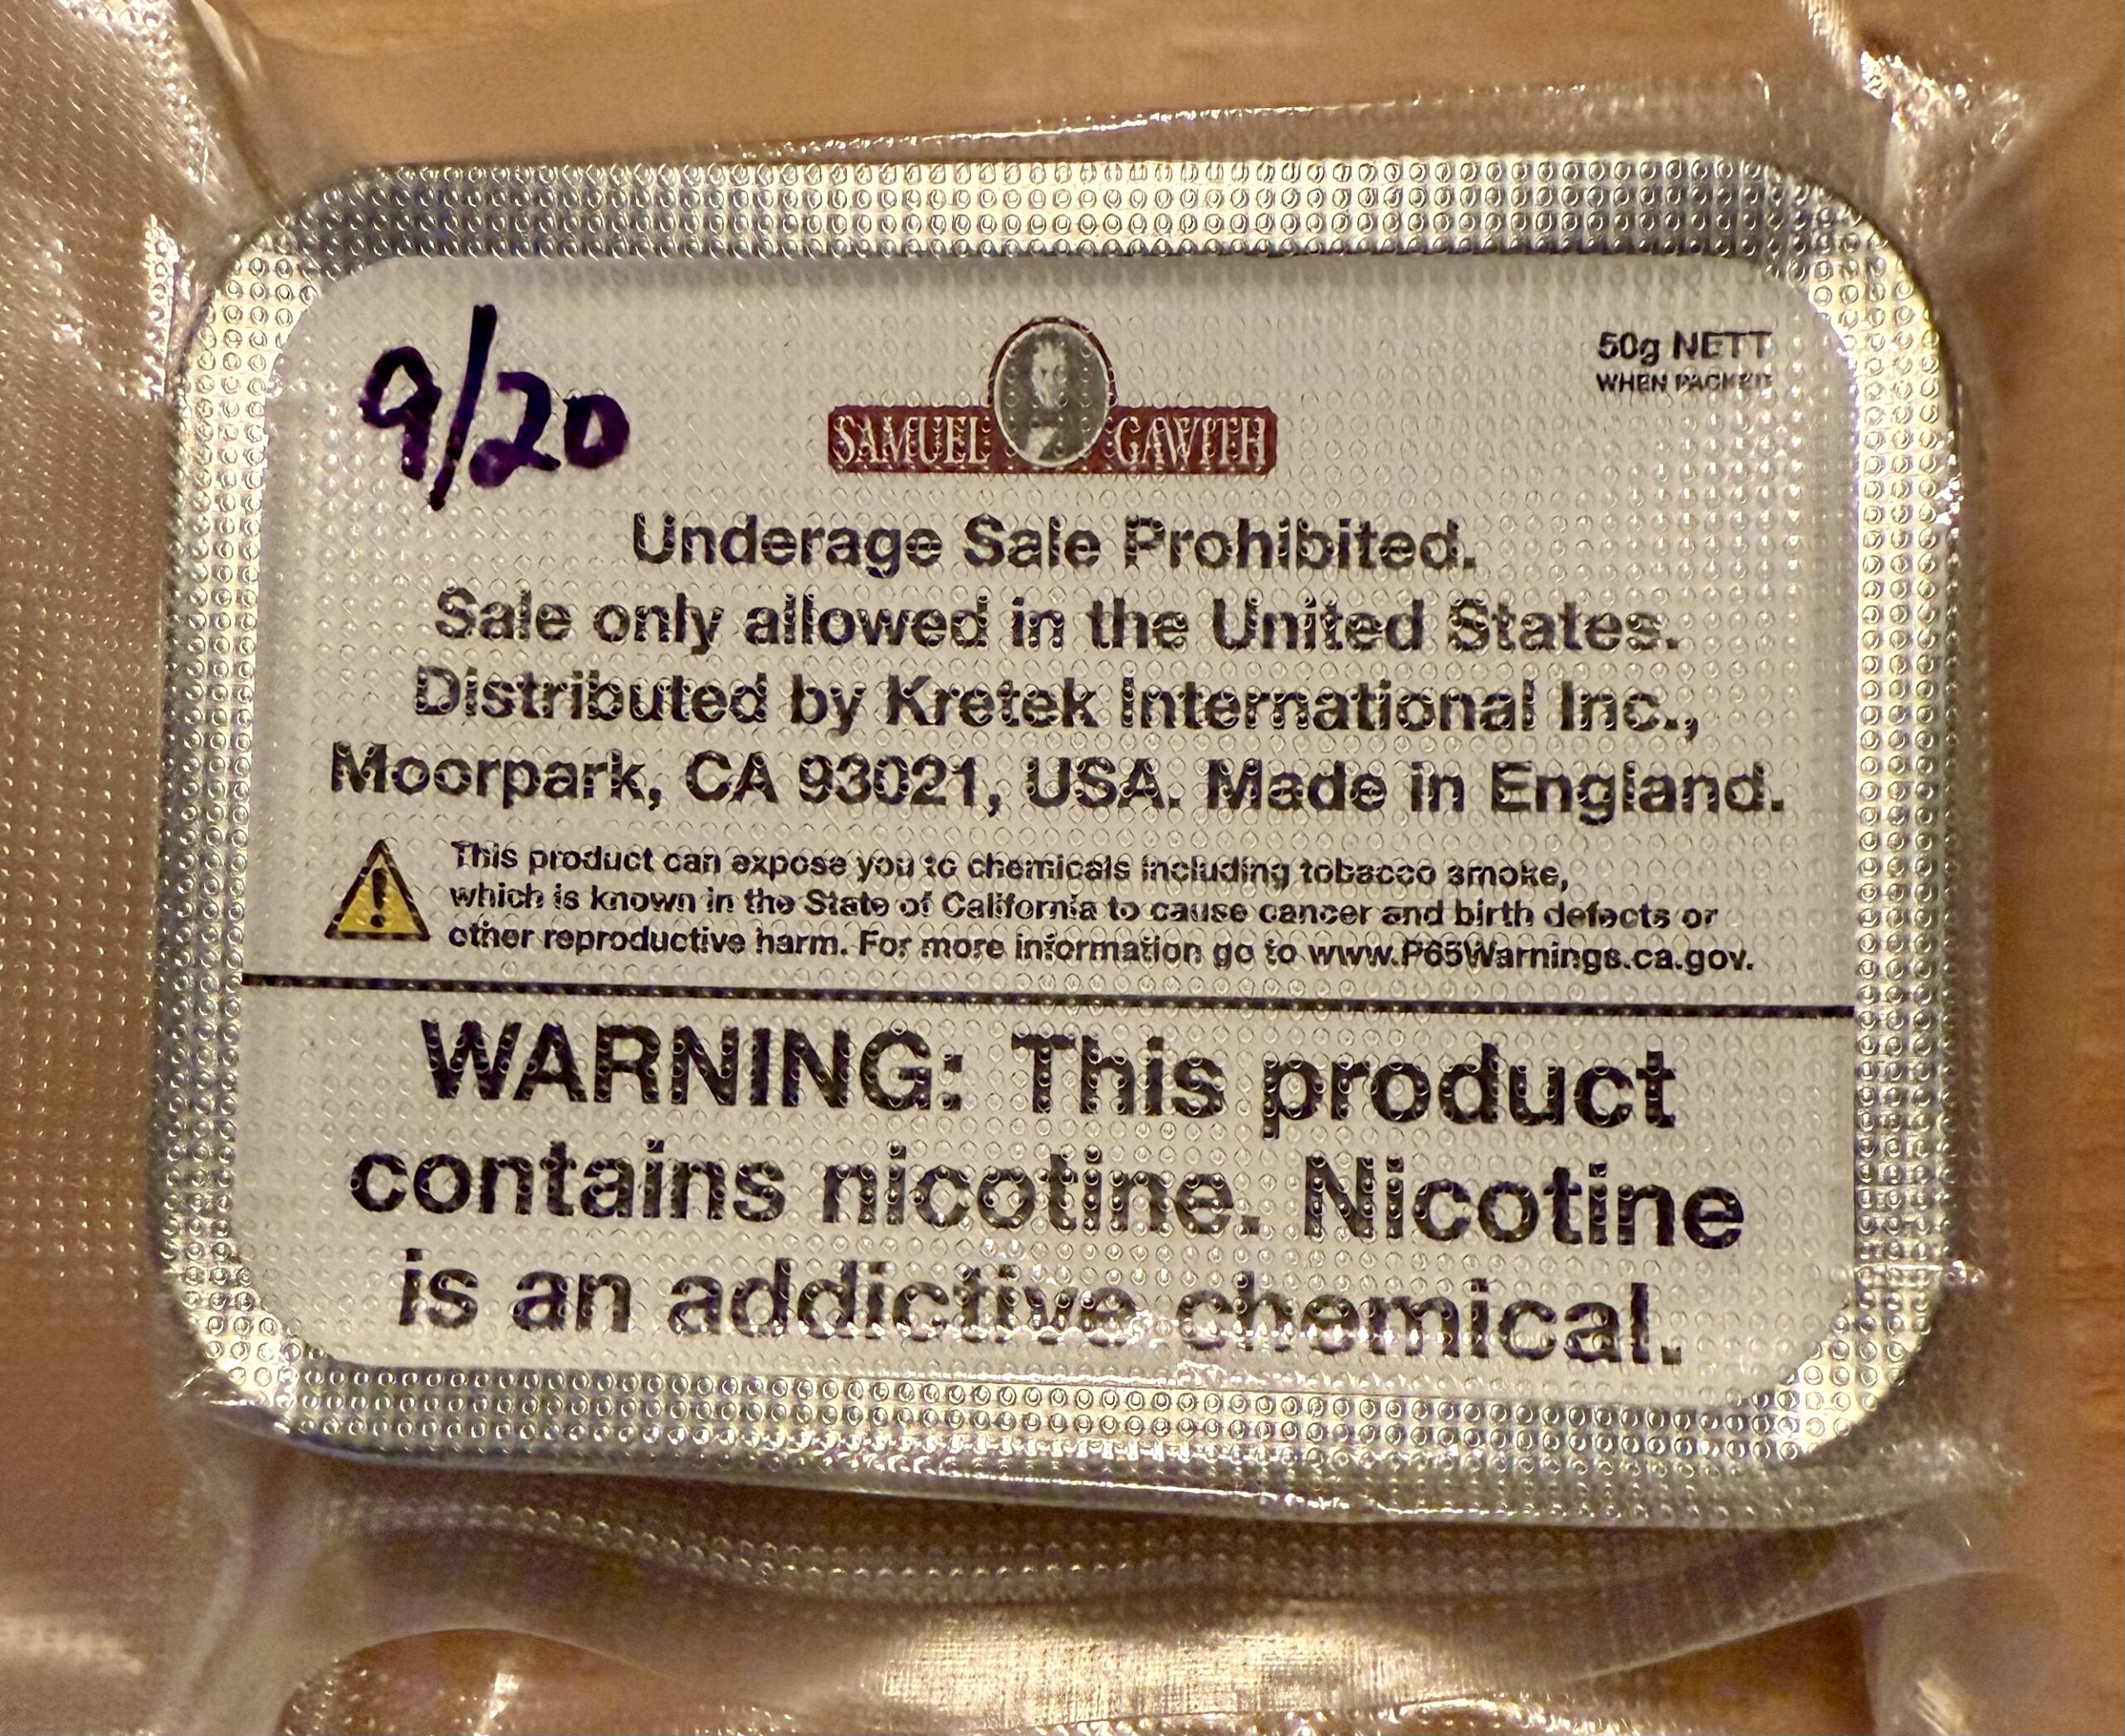 9/20
SAMUEL GAWITH
50g NETT
WHEN PACKED
Underage Sale Prohibited.
Sale only allowed in the United States.
Distributed by Kretek International Inc.,
Moorpark, CA 93021, USA. Made in England.
This product can expose you to chemicals including tobacco smoke,
which is known in the State of California to cause cancer and birth defects or
other reproductive harm. For more information go to www.P65Warnings.ca.gov.
WARNING: This product
contains nicotine. Nicotine
is an addictive chemical.